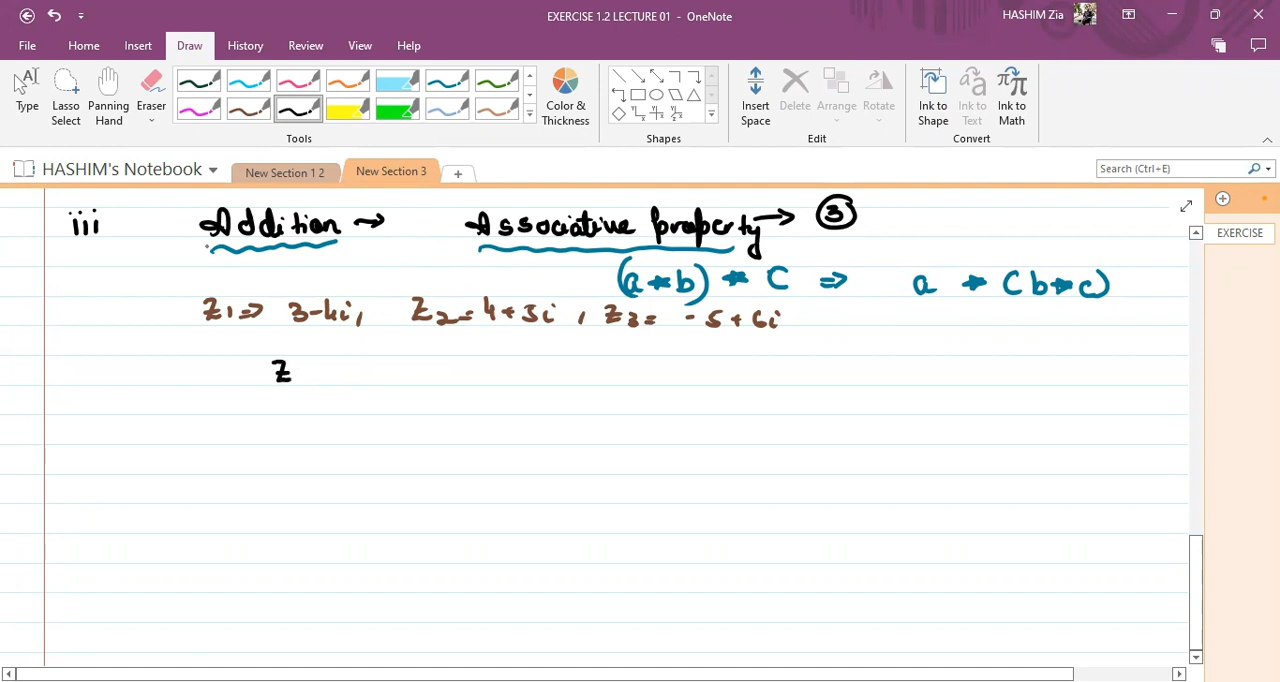 EXERCISE 1.2 LECTURE 01 - OneNote
HASHIM Zia
File Home Insert Draw History Review View Help
Type
Lasso Select
Panning Hand
Eraser
Color & Thickness
Insert Space
Delete
Arrange
Rotate
Ink to Shape
Ink to Text
Ink to Math
Tools Shapes Edit Convert
HASHIM's Notebook New Section 1 2 New Section 3 + Search (Ctrl+E)
EXERCISE
iii Addition → Associative property → 3
(a * b) * C ⇒ a * (b * c)
Z1 ⇒ 3-4i, Z2 = 4+3i, Z3 = -5+6i
Z